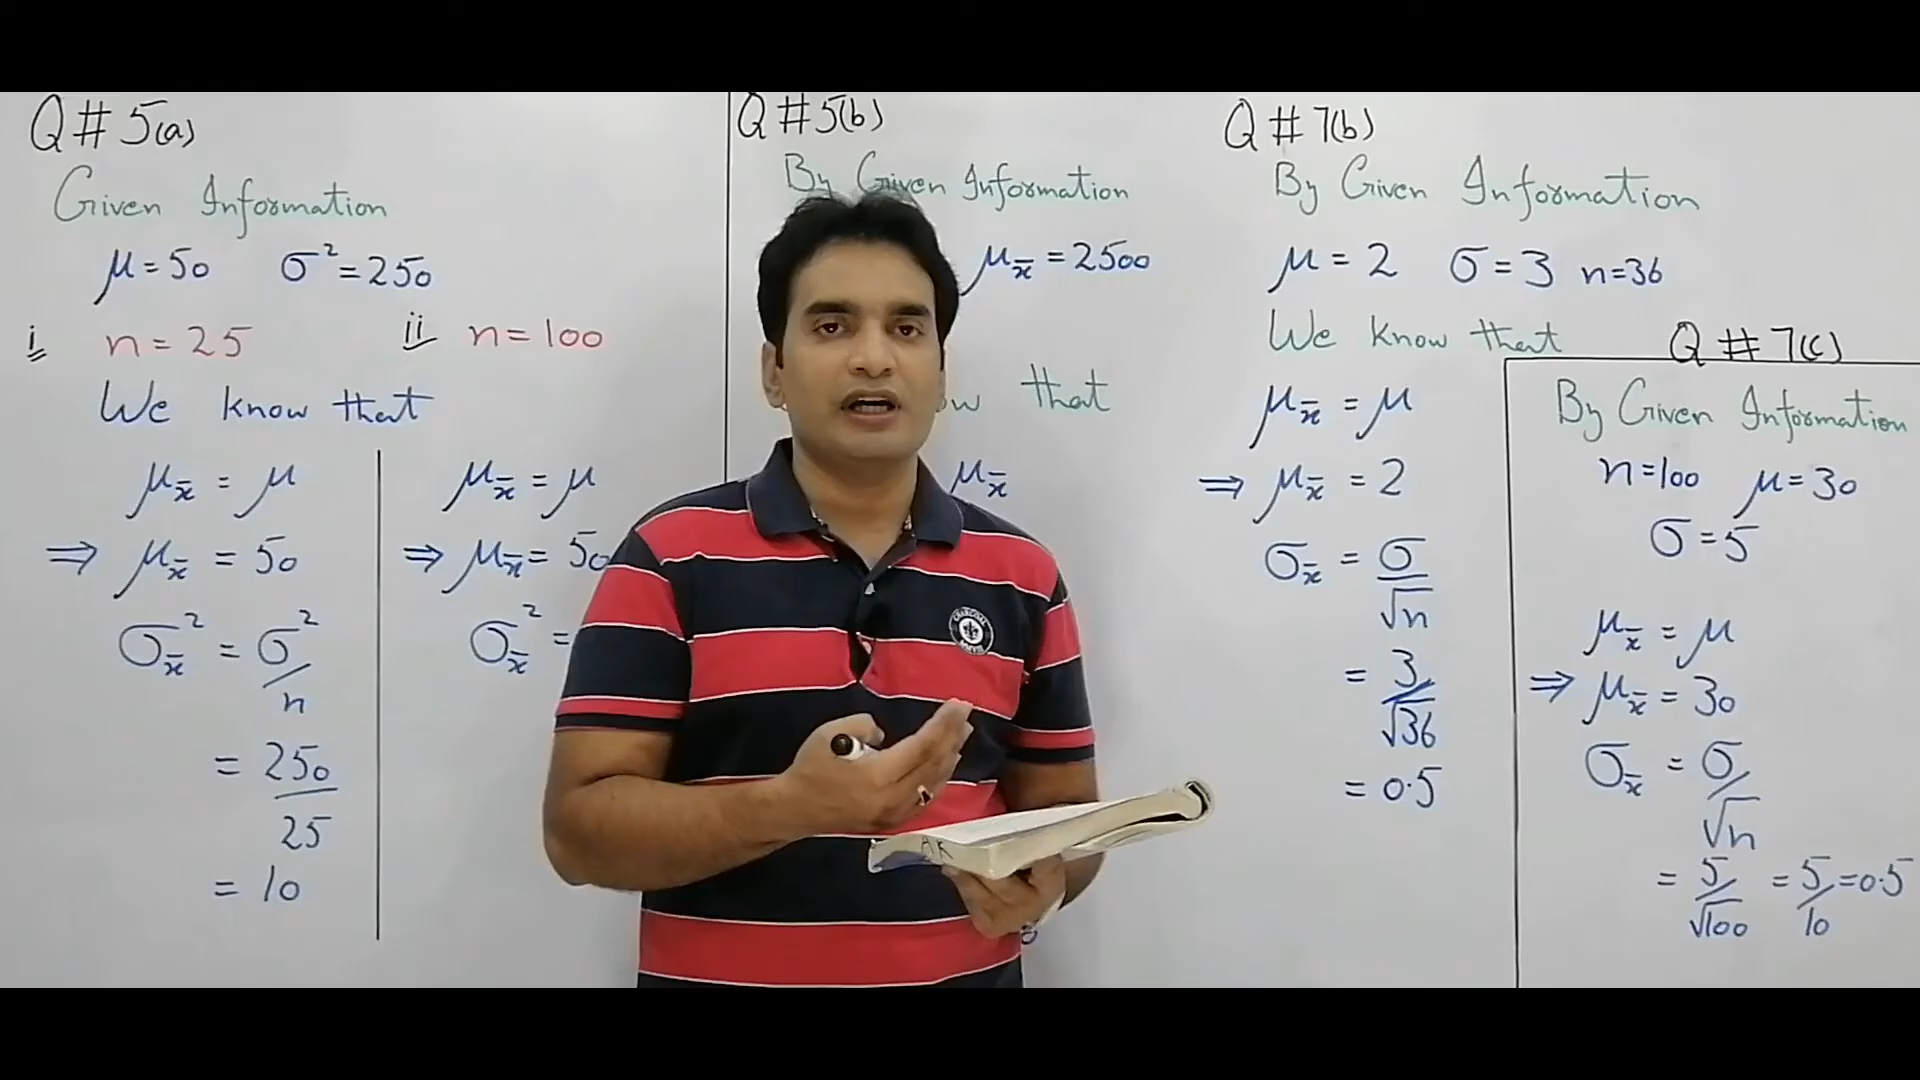 Q # 5(a)
Given Information
μ = 50 σ² = 250
i n = 25 ii n = 100
We know that
μx̄ = μ
⇒ μx̄ = 50
σx̄² = σ²/n
= 250/25
= 10
μx̄ = μ
⇒ μx̄ = 50
σx̄² =
Q # 5(b)
By Given Information
μx̄ = 2500
that
μx̄
Q # 7(b)
By Given Information
μ = 2 σ = 3 n = 36
We know that
μx̄ = μ
⇒ μx̄ = 2
σx̄ = σ/√n
= 3/√36
= 0.5
Q # 7(c)
By Given Information
n=100 μ = 30
σ = 5
μx̄ = μ
⇒ μx̄ = 30
σx̄ = σ/√n
= 5/√100 = 5/10 = 0.5